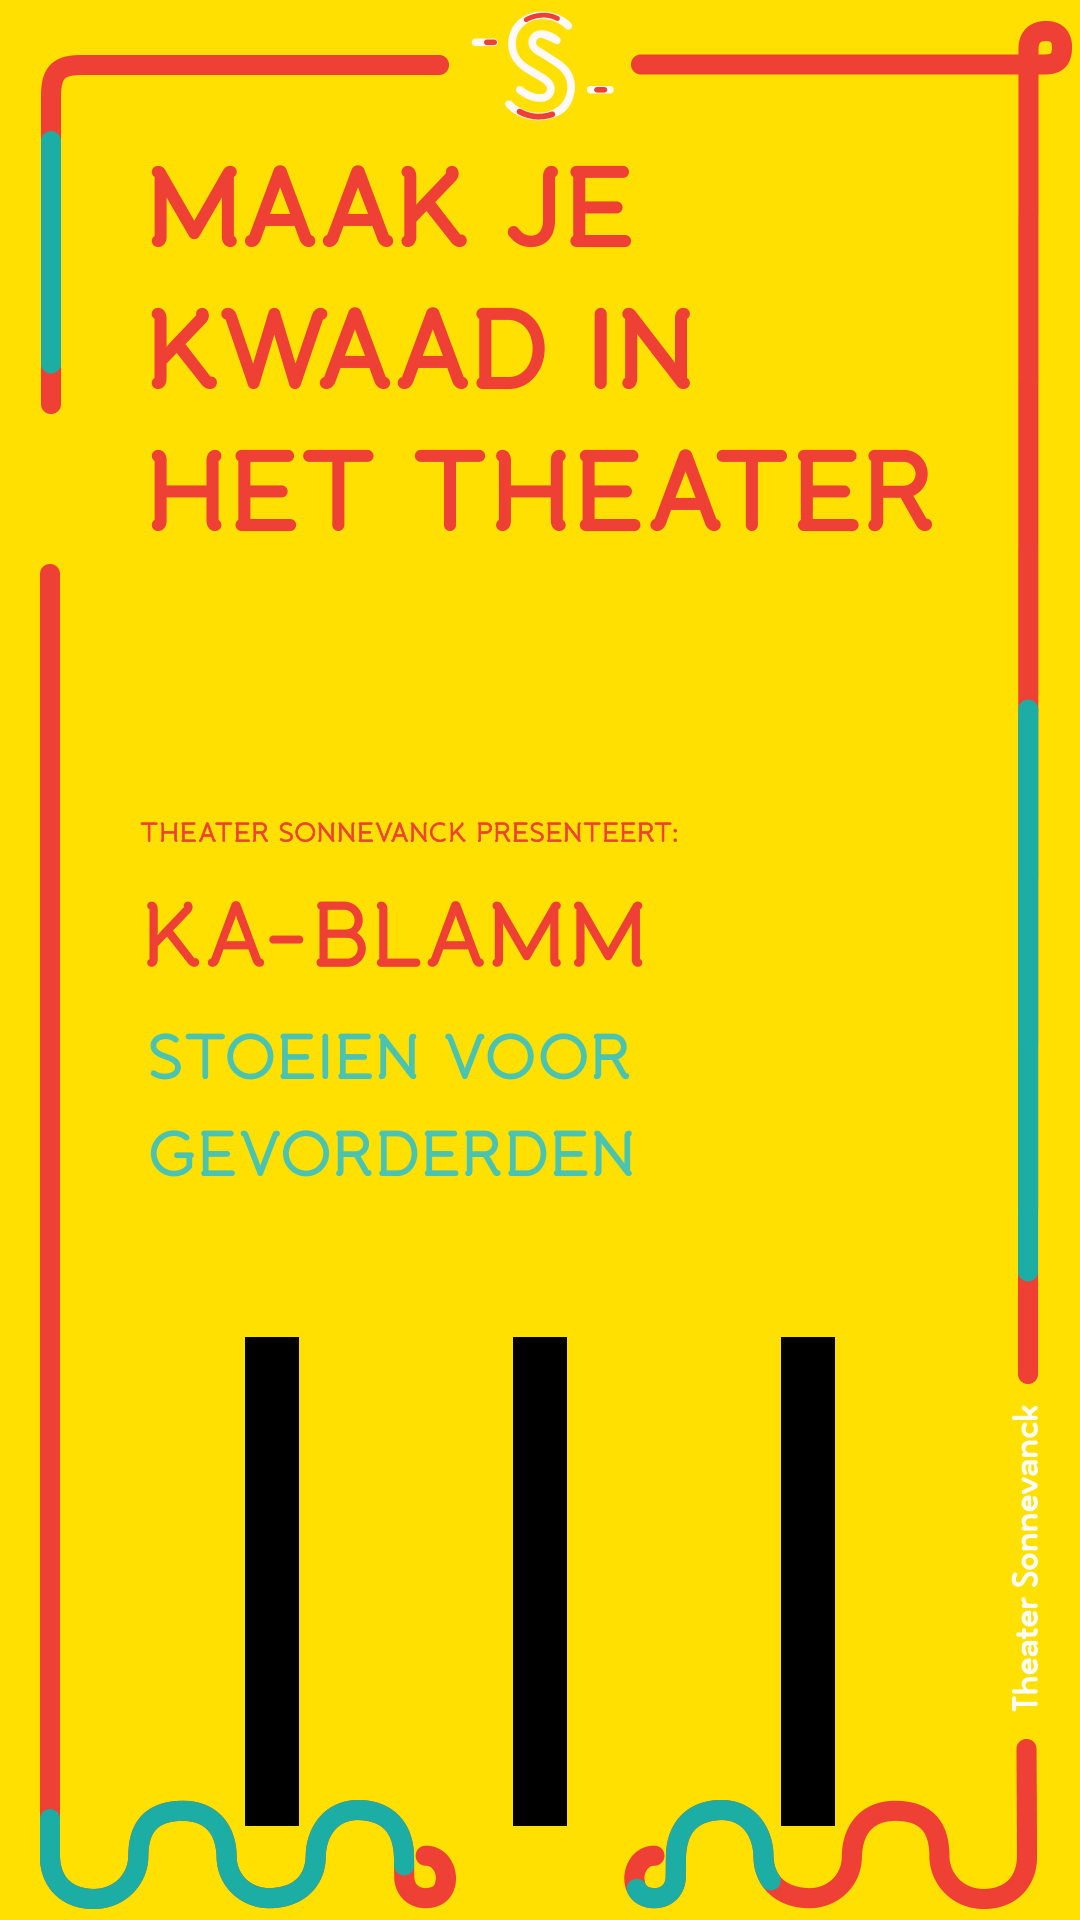 S
MAAK JE
KWAAD IN
HET THEATER
THEATER SONNEVANCK PRESENTEERT:
KA-BLAMM
STOEIEN VOOR
GEVORDERDEN
Theater Sonnevanck